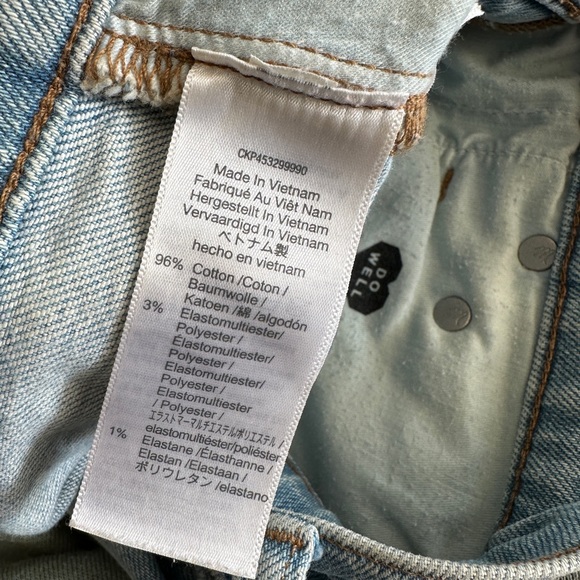 CKP453299990
Made In Vietnam
Fabriqué Au Viêt Nam
Hergestellt In Vietnam
Vervaardigd In Vietnam
ベトナム製
hecho en vietnam
96% Cotton /Coton /
Baumwolle /
Katoen /綿 /algodón
3% Elastomultiester/
Polyester /
Élastomultiester/
Polyester /
Elastomultiester/
Polyester /
Elastomultiester/
/ Polyester /
エラストマーマルチエステルポリエステル /
elastomultiéster/poliéster
1% Elastane /Élasthanne /
Elastan /Elastaan /
ポリウレタン /elastano
DO
WELL